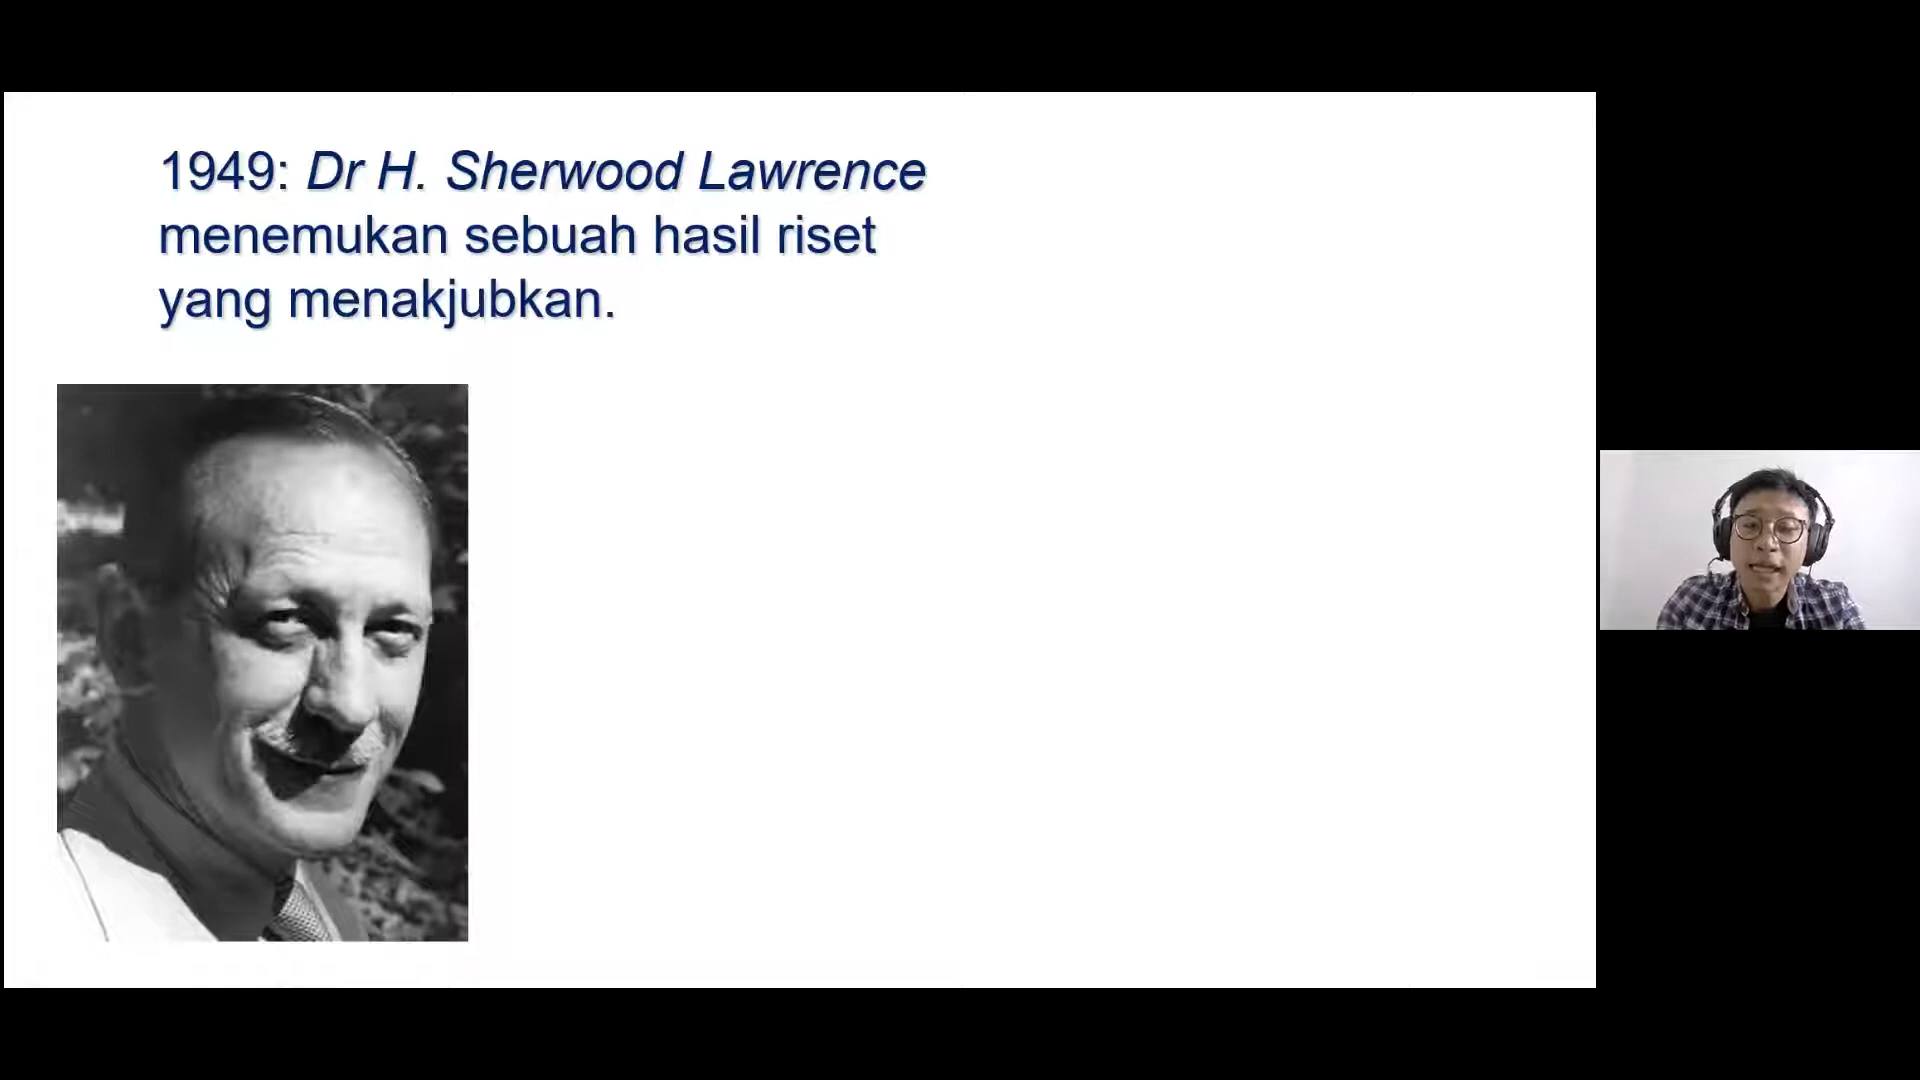 1949: Dr H. Sherwood Lawrence
menemukan sebuah hasil riset
yang menakjubkan.